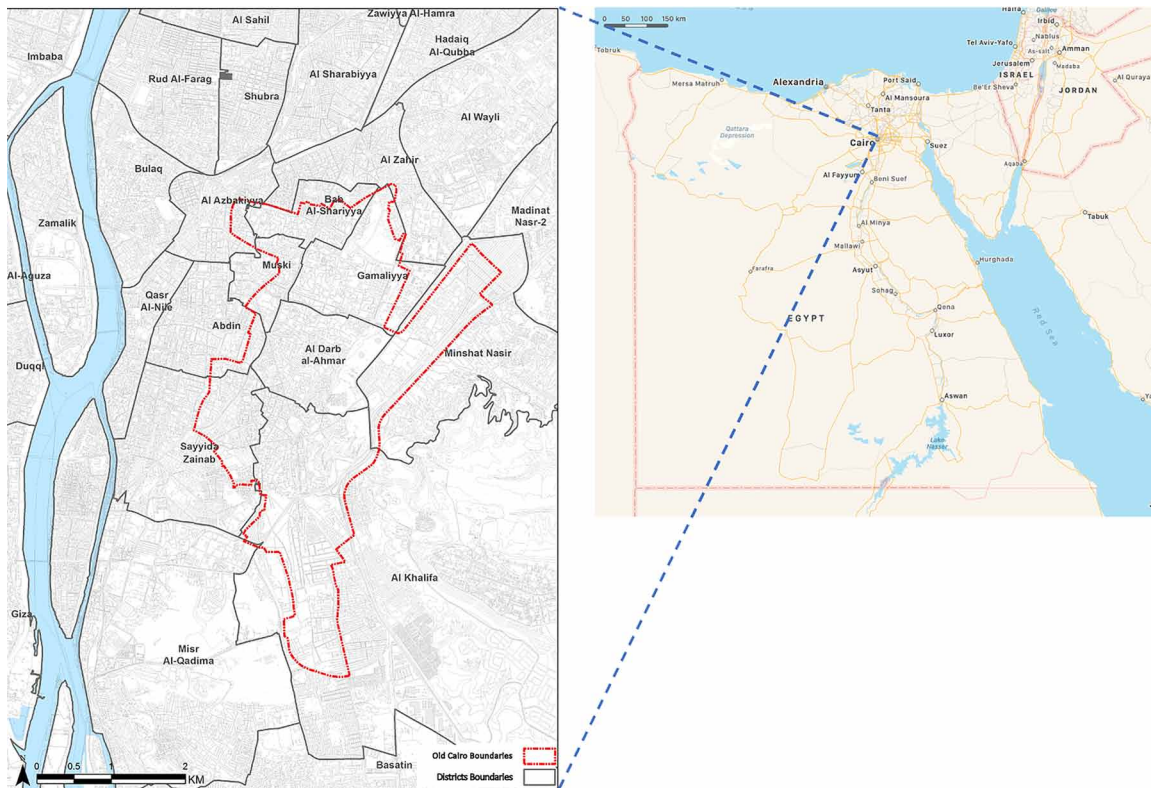 Al Sahil
Zawiyya Al-Hamra
Imbaba
Hadaiq
Al-Qubba
Rud Al-Farag
Al Sharabiyya
Shubra
Al Wayli
Bulaq
Al Zahir
Zamalik
Al Azbakiyya
Bab
Al-Shariyya
Madinat
Nasr-2
Al-Aguza
Muski
Gamaliyya
Qasr
Al-Nile
Abdin
Al Darb
al-Ahmar
Minshat Nasir
Duqqi
Sayyida
Zainab
Al Khalifa
Giza
Misr
Al-Qadima
Basatin
Old Cairo Boundaries
Districts Boundaries
0 0.5 1 2
KM
0 50 100 150 km
Haifa
Galilee
Irbid
Nablus
Tobruk
Tel Aviv-Yafo
As-salt
Amman
Jerusalem
Madaba
Mersa Matruh
Alexandria
Port Said
ISRAEL
Be'Er Sheva
JORDAN
Al Quraya
Al Mansoura
Tanta
Qattara
Depression
Cairo
Suez
Aqaba
Al Fayyum
Beni Suef
Al Minya
Tabuk
Mallawi
Farafra
Asyut
Hurghada
Sohag
Qena
EGYPT
Red Sea
Luxor
Aswan
Lake
Nasser